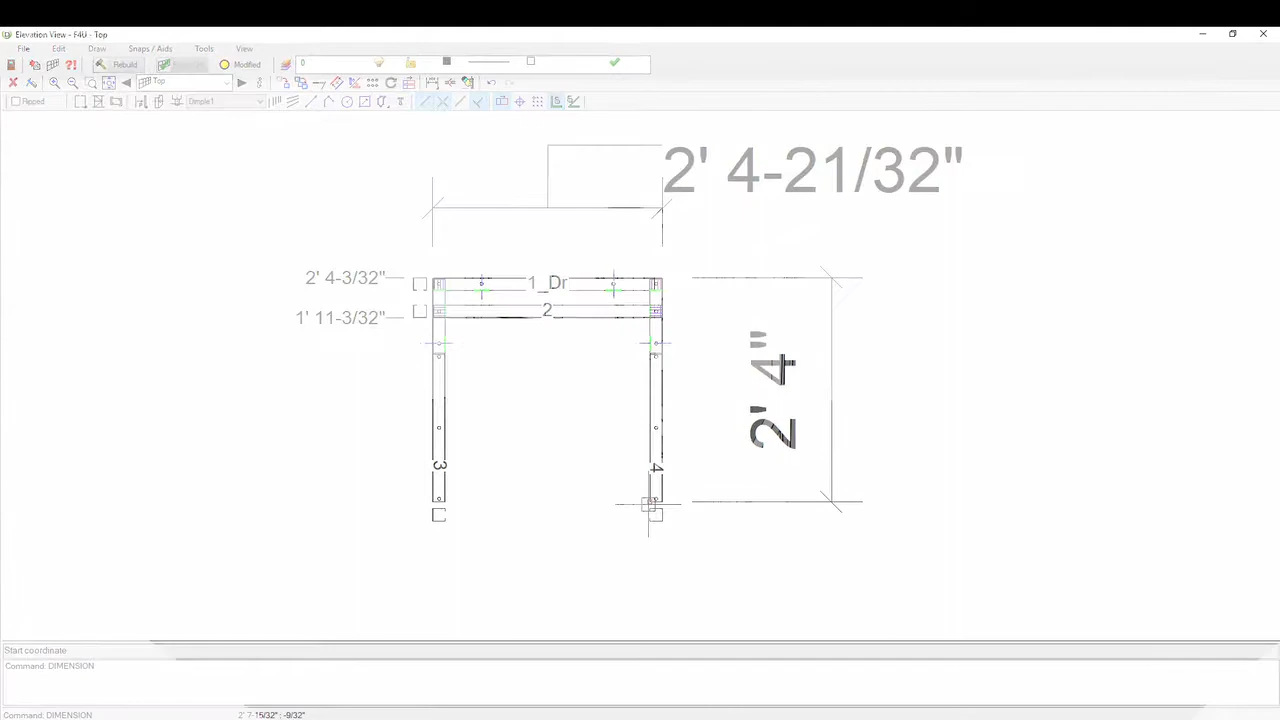 Elevation View - F4U - Top
File Edit Draw Snaps / Aids Tools View
Rebuild Modified 0
Top
Ripped Dimple1
2' 4-21/32"
2' 4-3/32"
1_Dr
1' 11-3/32"
2
2' 4"
3
4
Start coordinate
Command: DIMENSION
Command: DIMENSION 2' 7-15/32" : -9/32"